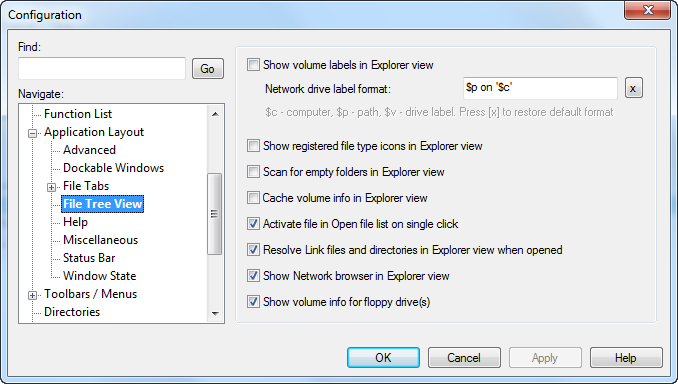 Configuration
Find:
Go
Navigate:
Function List
Application Layout
Advanced
Dockable Windows
File Tabs
File Tree View
Help
Miscellaneous
Status Bar
Window State
Toolbars / Menus
Directories
Show volume labels in Explorer view
Network drive label format: $p on '$c' x
$c - computer, $p - path, $v - drive label. Press [x] to restore default format
Show registered file type icons in Explorer view
Scan for empty folders in Explorer view
Cache volume info in Explorer view
Activate file in Open file list on single click
Resolve Link files and directories in Explorer view when opened
Show Network browser in Explorer view
Show volume info for floppy drive(s)
OK Cancel Apply Help